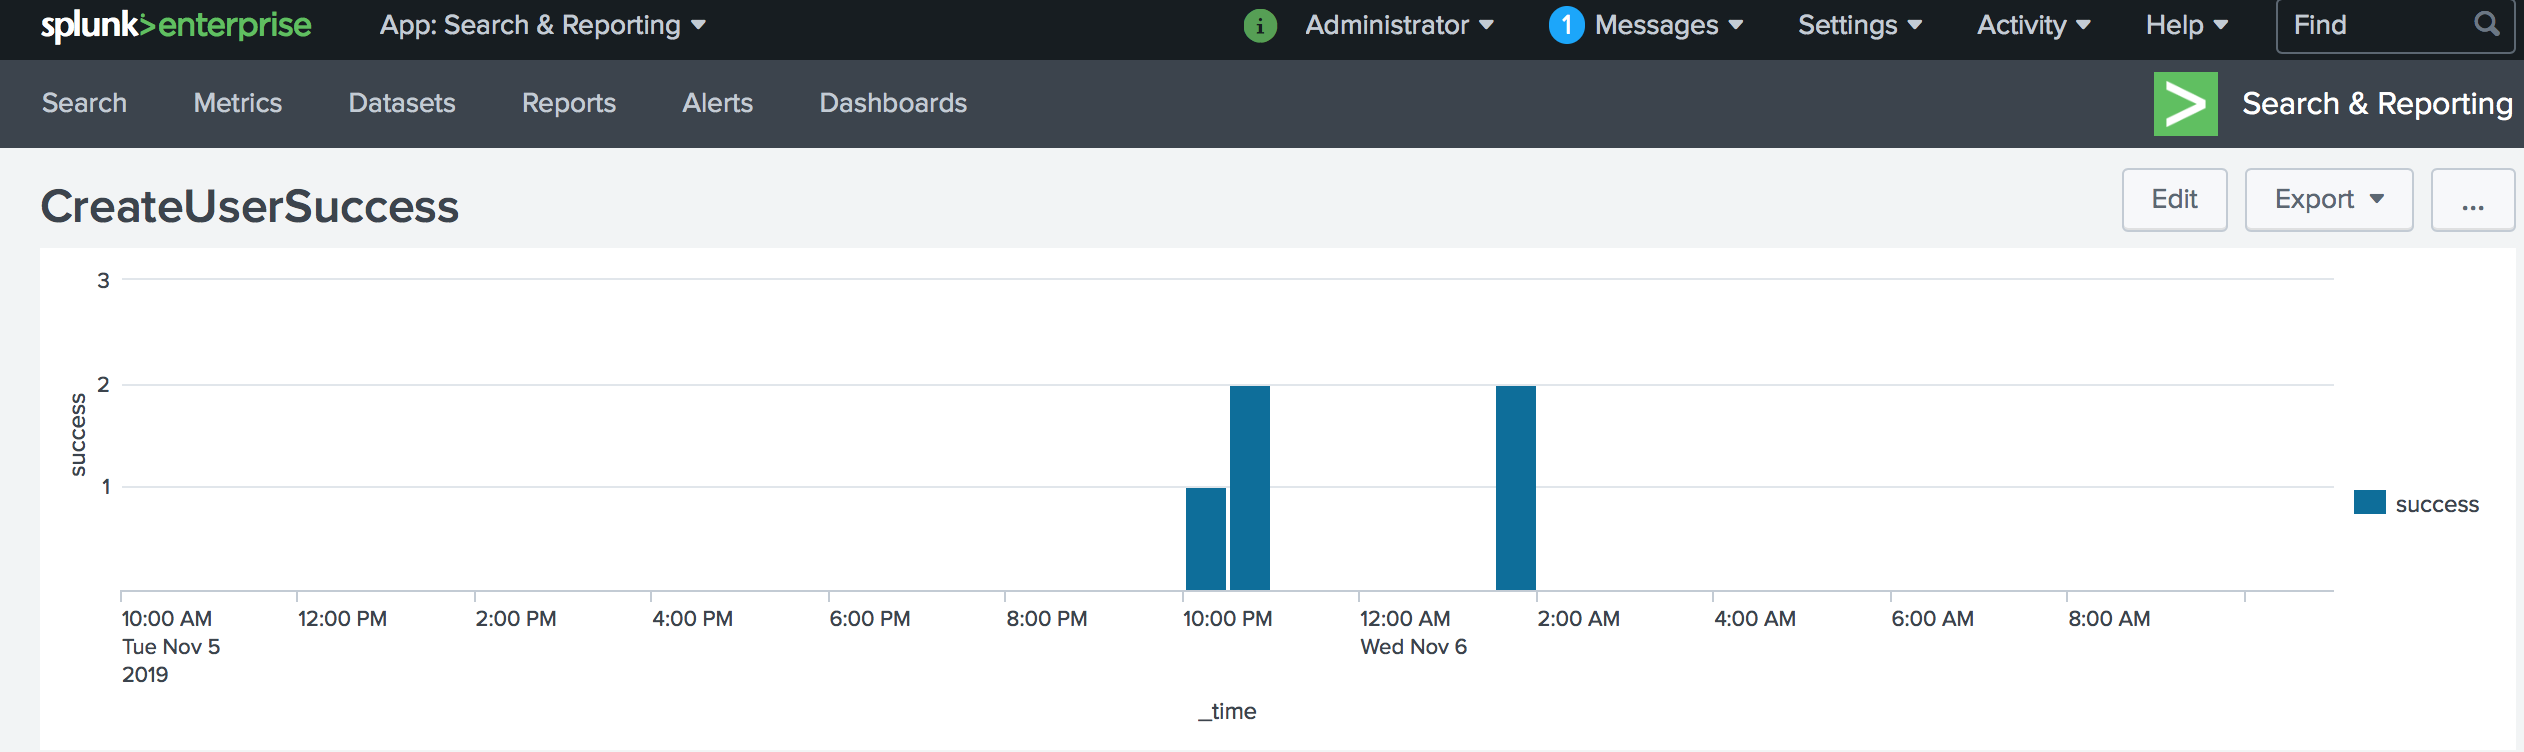 splunk>enterprise App: Search & Reporting i Administrator 1 Messages Settings Activity Help Find
Search Metrics Datasets Reports Alerts Dashboards > Search & Reporting
CreateUserSuccess Edit Export ...
3
2
1
success
success
10:00 AM 12:00 PM 2:00 PM 4:00 PM 6:00 PM 8:00 PM 10:00 PM 12:00 AM 2:00 AM 4:00 AM 6:00 AM 8:00 AM
Tue Nov 5 Wed Nov 6
2019
_time